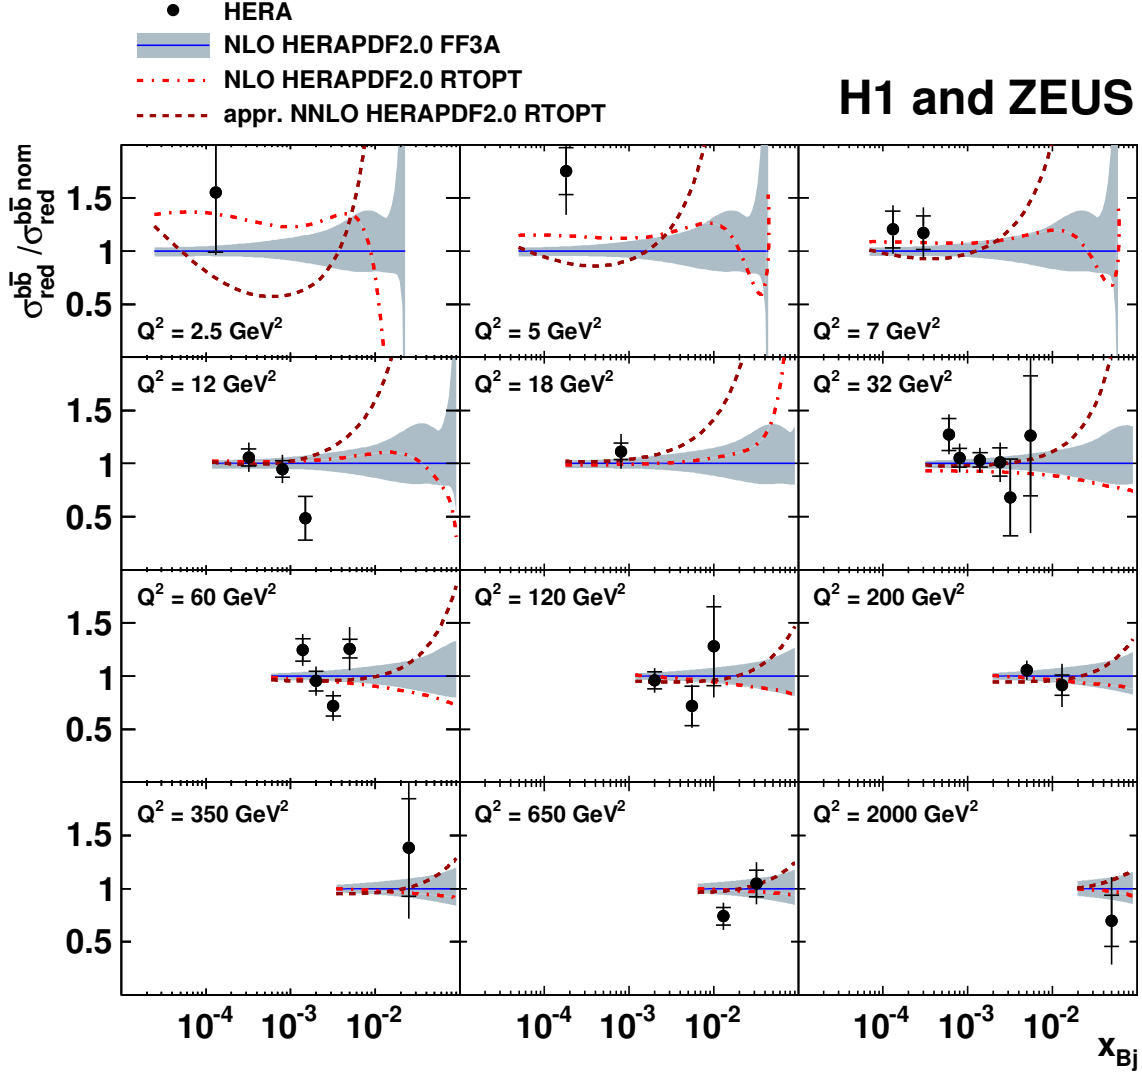 HERA
NLO HERAPDF2.0 FF3A
NLO HERAPDF2.0 RTOPT
appr. NNLO HERAPDF2.0 RTOPT
H1 and ZEUS
σ_red^{bb̄} / σ_red^{bb̄ nom}
1.5
1
0.5
Q² = 2.5 GeV²
Q² = 5 GeV²
Q² = 7 GeV²
1.5
1
0.5
Q² = 12 GeV²
Q² = 18 GeV²
Q² = 32 GeV²
1.5
1
0.5
Q² = 60 GeV²
Q² = 120 GeV²
Q² = 200 GeV²
1.5
1
0.5
Q² = 350 GeV²
Q² = 650 GeV²
Q² = 2000 GeV²
10⁻⁴ 10⁻³ 10⁻² 10⁻⁴ 10⁻³ 10⁻² 10⁻⁴ 10⁻³ 10⁻²
x_Bj